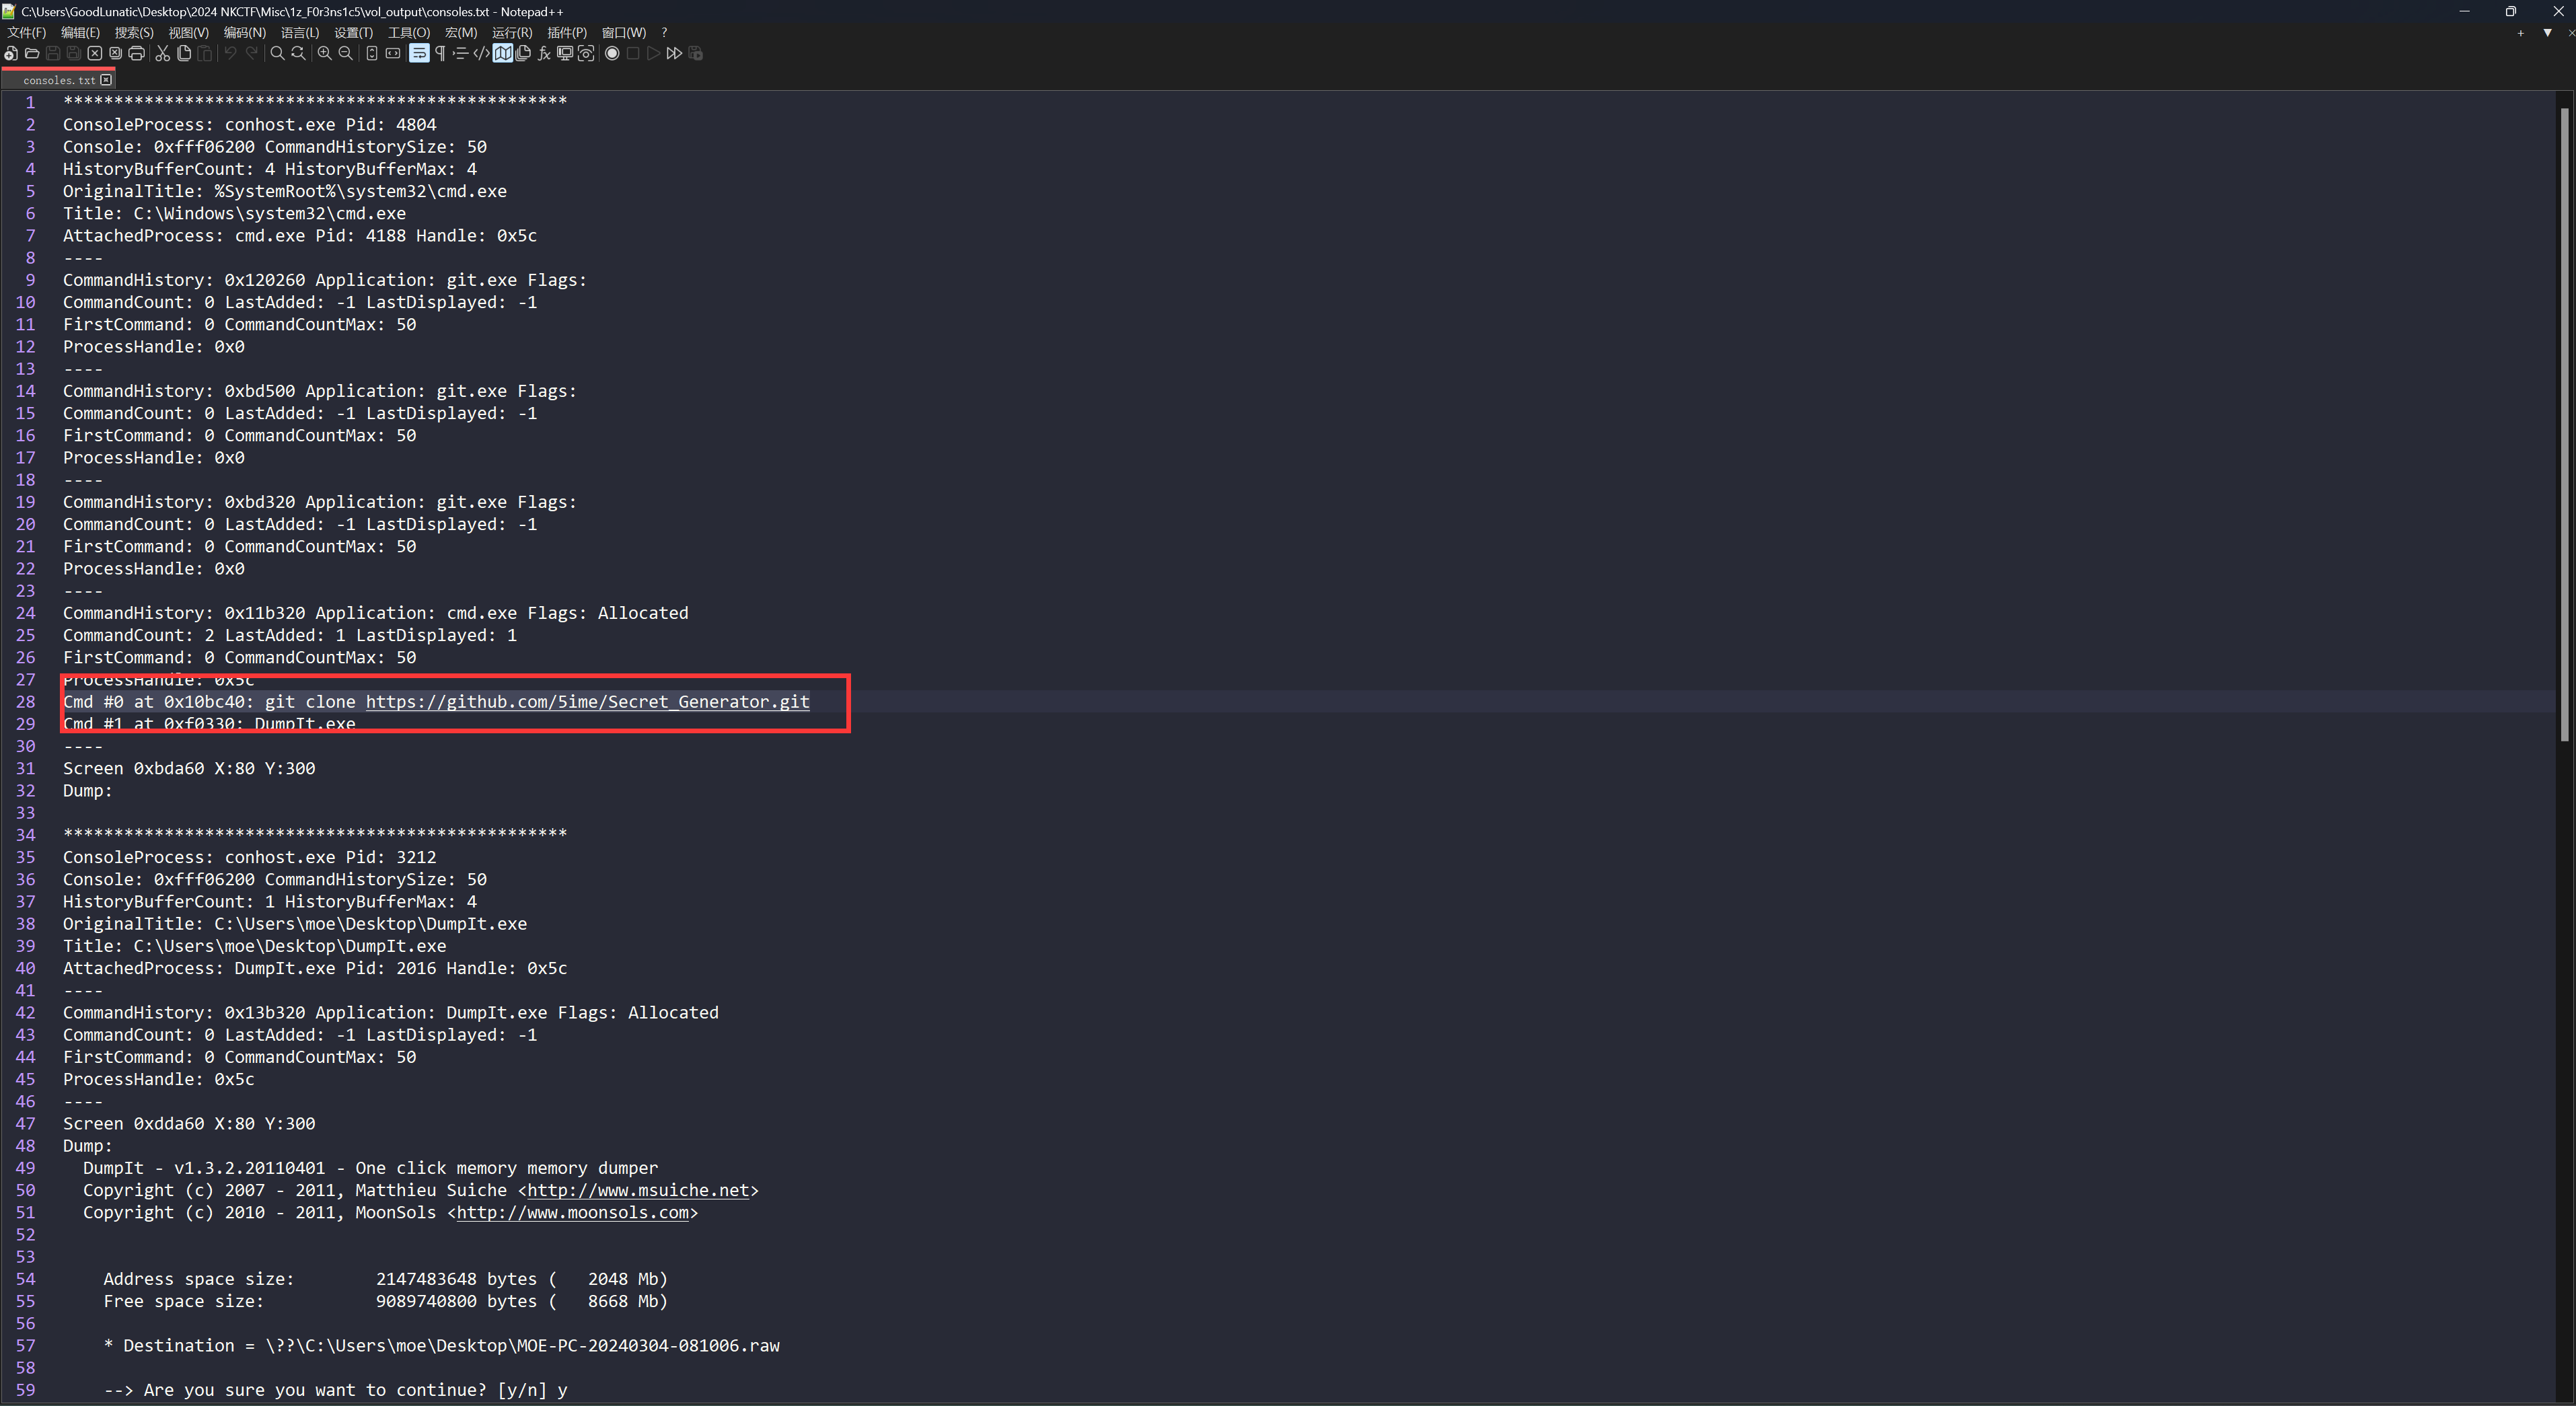 C:\Users\GoodLunatic\Desktop\2024 NKCTF\Misc\1z_F0r3ns1c5\vol_output\consoles.txt - Notepad++
文件(F) 编辑(E) 搜索(S) 视图(V) 编码(N) 语言(L) 设置(T) 工具(O) 宏(M) 运行(R) 插件(P) 窗口(W) ?
consoles.txt
1 **************************************************
2 ConsoleProcess: conhost.exe Pid: 4804
3 Console: 0xfff06200 CommandHistorySize: 50
4 HistoryBufferCount: 4 HistoryBufferMax: 4
5 OriginalTitle: %SystemRoot%\system32\cmd.exe
6 Title: C:\Windows\system32\cmd.exe
7 AttachedProcess: cmd.exe Pid: 4188 Handle: 0x5c
8 ----
9 CommandHistory: 0x120260 Application: git.exe Flags:
10 CommandCount: 0 LastAdded: -1 LastDisplayed: -1
11 FirstCommand: 0 CommandCountMax: 50
12 ProcessHandle: 0x0
13 ----
14 CommandHistory: 0xbd500 Application: git.exe Flags:
15 CommandCount: 0 LastAdded: -1 LastDisplayed: -1
16 FirstCommand: 0 CommandCountMax: 50
17 ProcessHandle: 0x0
18 ----
19 CommandHistory: 0xbd320 Application: git.exe Flags:
20 CommandCount: 0 LastAdded: -1 LastDisplayed: -1
21 FirstCommand: 0 CommandCountMax: 50
22 ProcessHandle: 0x0
23 ----
24 CommandHistory: 0x11b320 Application: cmd.exe Flags: Allocated
25 CommandCount: 2 LastAdded: 1 LastDisplayed: 1
26 FirstCommand: 0 CommandCountMax: 50
27 ProcessHandle: 0x5c
28 Cmd #0 at 0x10bc40: git clone https://github.com/5ime/Secret_Generator.git
29 Cmd #1 at 0xf0330: DumpIt.exe
30 ----
31 Screen 0xbda60 X:80 Y:300
32 Dump:
33
34 **************************************************
35 ConsoleProcess: conhost.exe Pid: 3212
36 Console: 0xfff06200 CommandHistorySize: 50
37 HistoryBufferCount: 1 HistoryBufferMax: 4
38 OriginalTitle: C:\Users\moe\Desktop\DumpIt.exe
39 Title: C:\Users\moe\Desktop\DumpIt.exe
40 AttachedProcess: DumpIt.exe Pid: 2016 Handle: 0x5c
41 ----
42 CommandHistory: 0x13b320 Application: DumpIt.exe Flags: Allocated
43 CommandCount: 0 LastAdded: -1 LastDisplayed: -1
44 FirstCommand: 0 CommandCountMax: 50
45 ProcessHandle: 0x5c
46 ----
47 Screen 0xdda60 X:80 Y:300
48 Dump:
49 DumpIt - v1.3.2.20110401 - One click memory memory dumper
50 Copyright (c) 2007 - 2011, Matthieu Suiche <http://www.msuiche.net>
51 Copyright (c) 2010 - 2011, MoonSols <http://www.moonsols.com>
52
53
54 Address space size: 2147483648 bytes ( 2048 Mb)
55 Free space size: 9089740800 bytes ( 8668 Mb)
56
57 * Destination = \??\C:\Users\moe\Desktop\MOE-PC-20240304-081006.raw
58
59 --> Are you sure you want to continue? [y/n] y